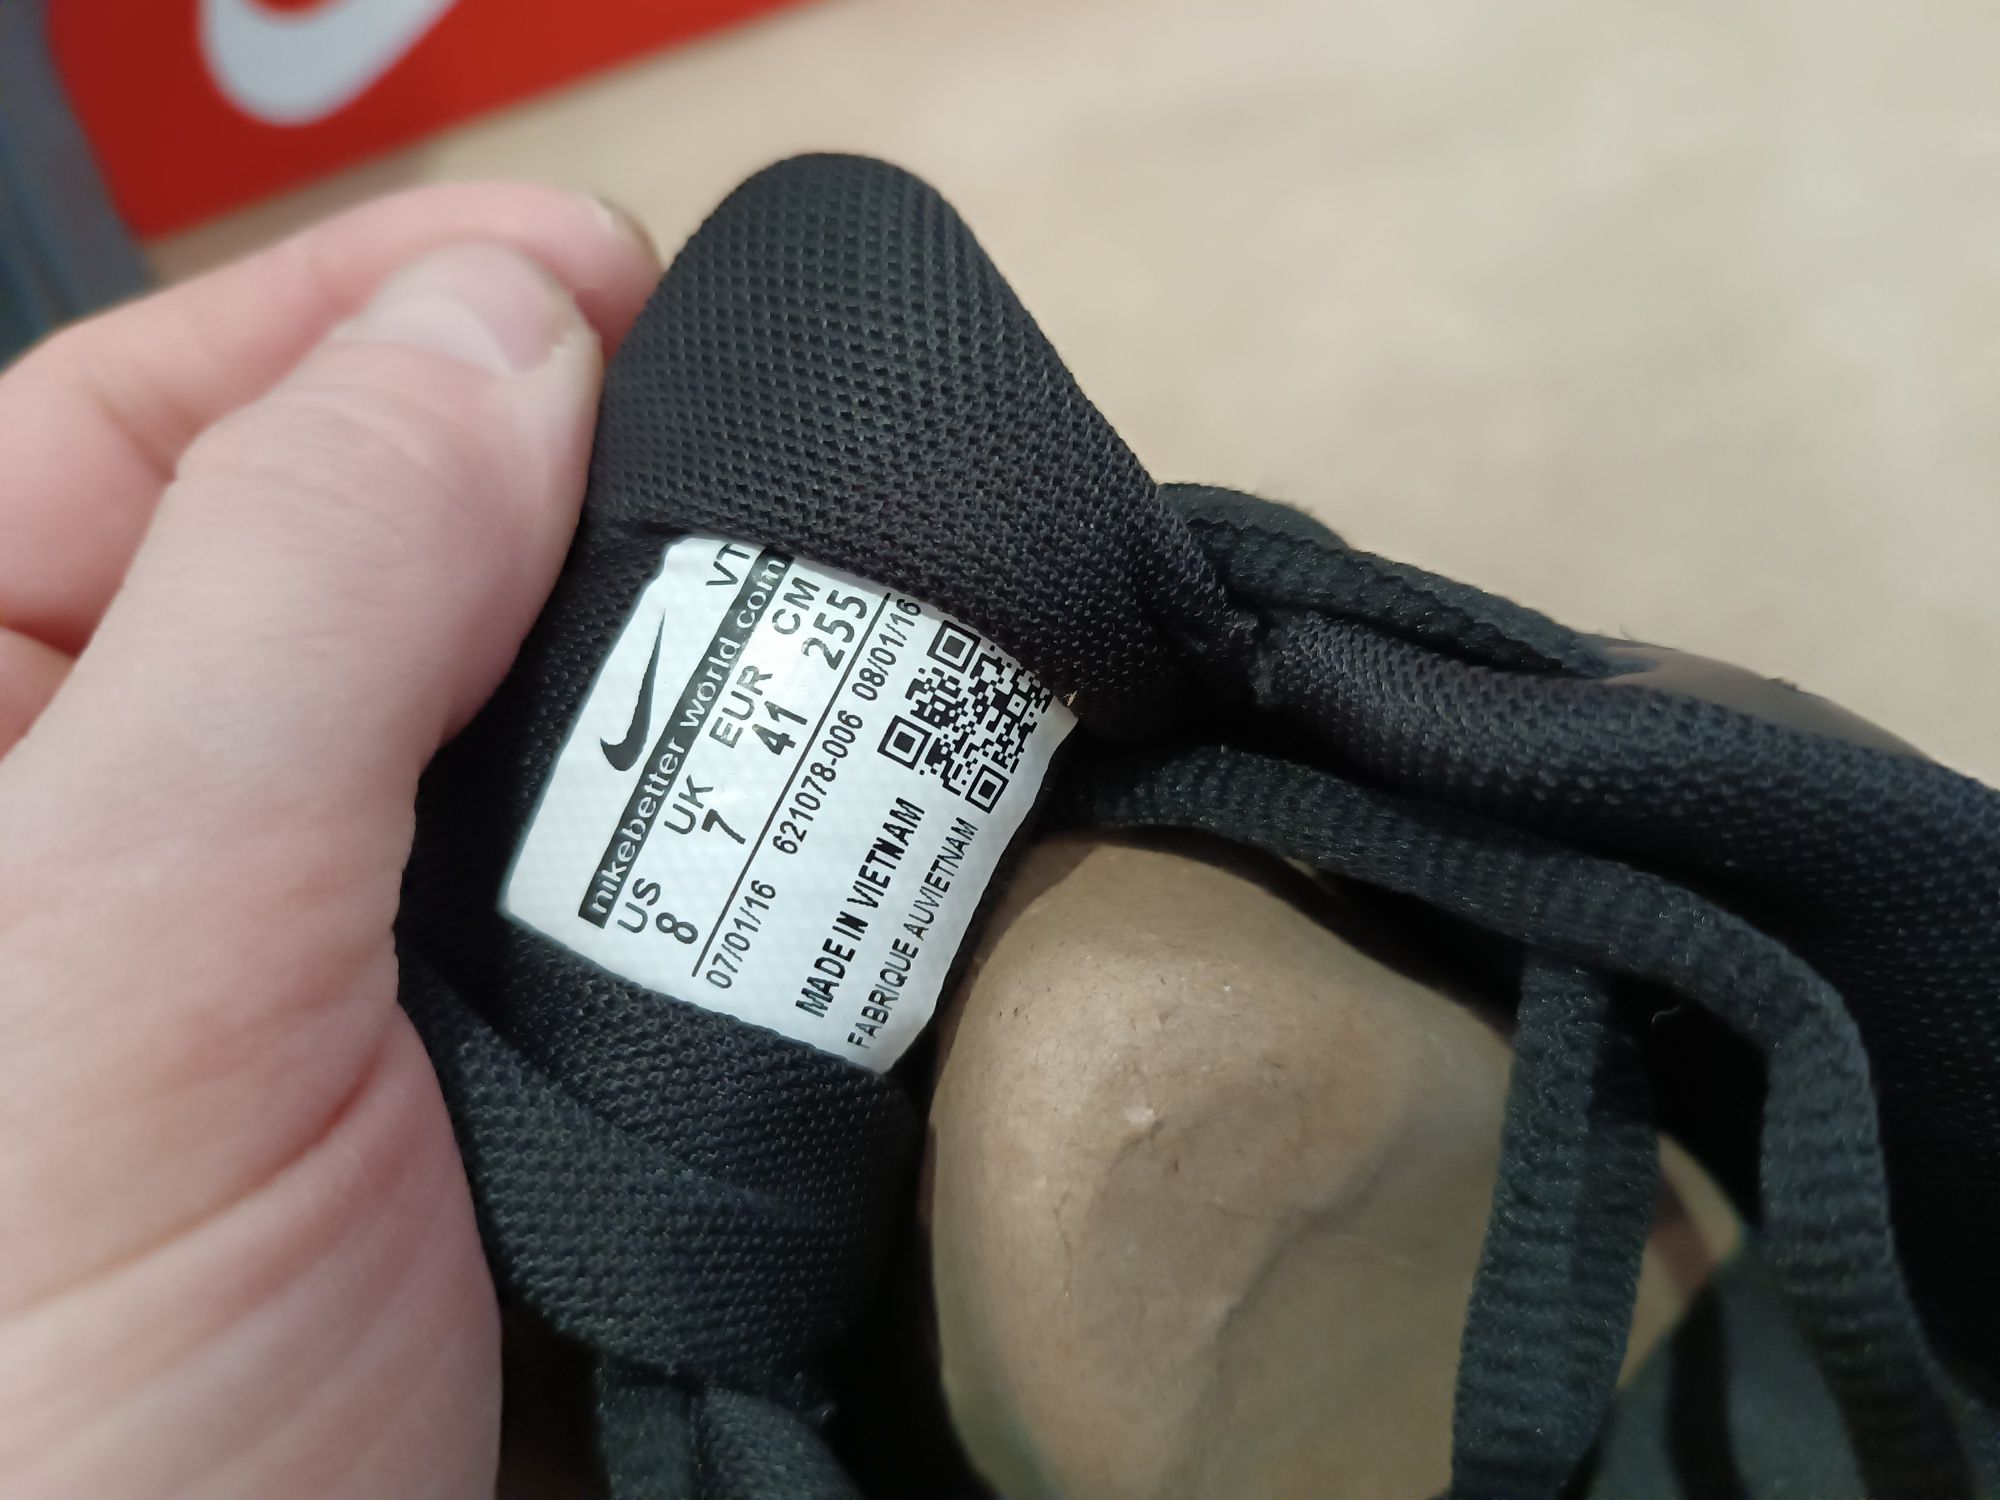 VT
nikebetterworld.com
US UK EUR CM
8 7 41 255
07/01/16 621078-006 08/01/16
MADE IN VIETNAM
FABRIQUE AUVIETNAM